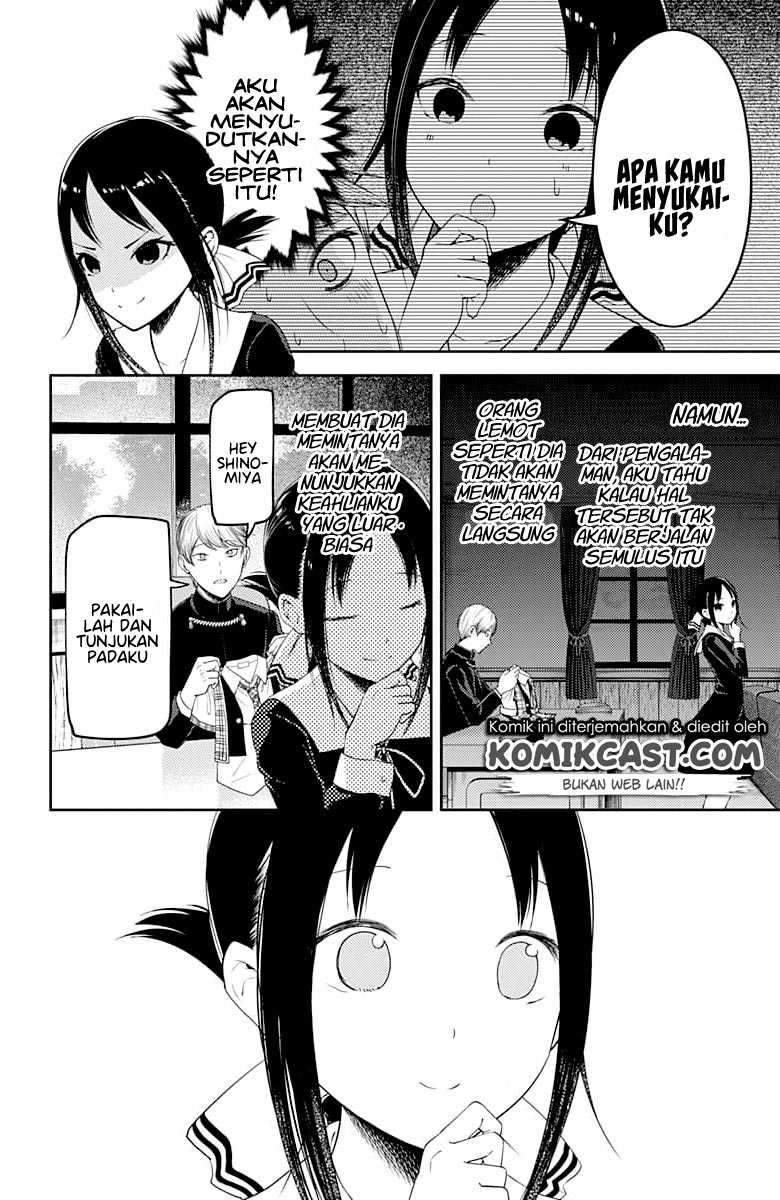 APA KAMU
MENYUKAI-
KU?
AKU
AKAN
MENYU-
DUTKAN-
NYA
SEPERTI
ITU!
NAMUN...
DARI PENGALA-
MAN, AKU TAHU
KALAU HAL
TERSEBUT TAK
AKAN BERJALAN
SEMULUS ITU
ORANG
LEMOT
SEPERTI DIA
TIDAK AKAN
MEMINTANYA
SECARA
LANGSUNG
Komik ini diterjemahkan & diedit oleh
KOMIKCAST.COM
BUKAN WEB LAIN!!
MEMBUAT DIA
MEMINTANYA
AKAN ME
NUNJUKKAN
KEAHLIANKU
YANG LUAR -
BIASA
HEY
SHINO-
MIYA
PAKAI-
LAH DAN
TUNJUKAN
PADAKU